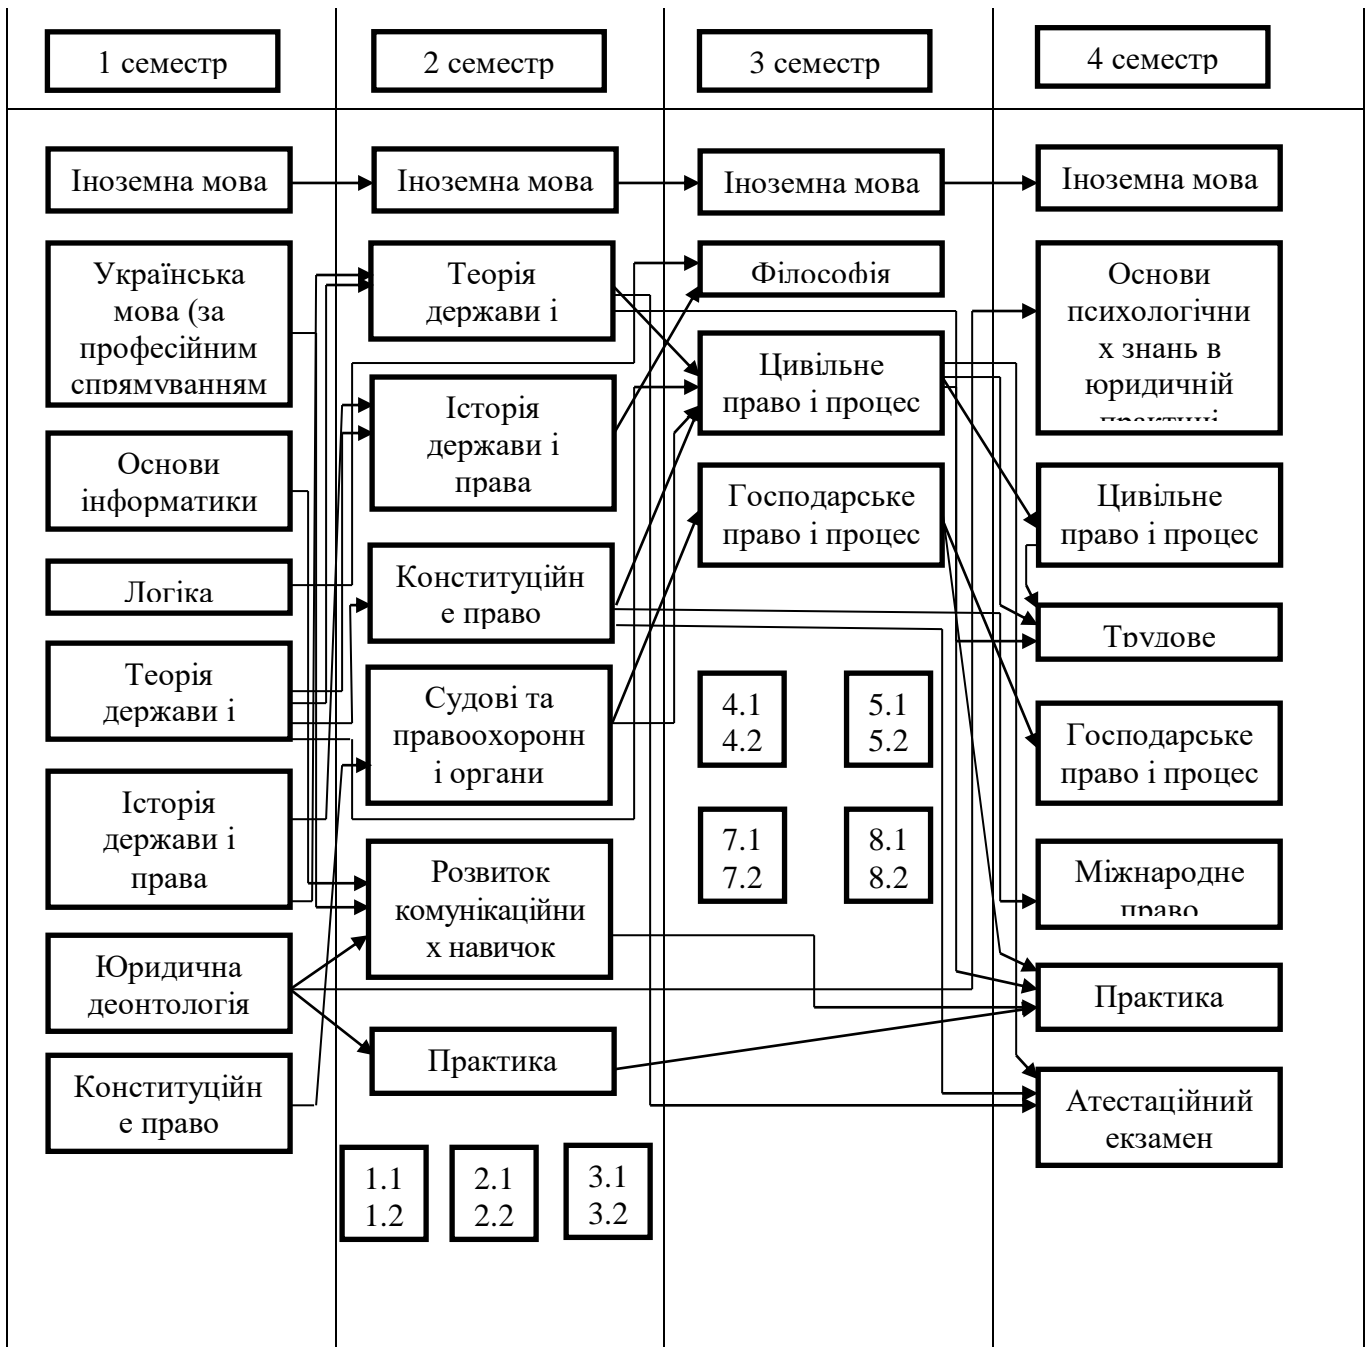 1 семестр
2 семестр
3 семестр
4 семестр
Іноземна мова
Українська
мова (за
професійним
спрямуванням
Основи
інформатики
Логіка
Теорія
держави і
Історія
держави і
права
Юридична
деонтологія
Конституційн
е право
Іноземна мова
Теорія
держави і
Історія
держави і
права
Конституційн
е право
Судові та
правоохоронн
і органи
Розвиток
комунікаційни
х навичок
Практика
1.1
1.2
2.1
2.2
3.1
3.2
Іноземна мова
Філософія
Цивільне
право і процес
Господарське
право і процес
4.1
4.2
5.1
5.2
7.1
7.2
8.1
8.2
Іноземна мова
Основи
психологічни
х знань в
юридичній
практиці
Цивільне
право і процес
Трудове
Господарське
право і процес
Міжнародне
право
Практика
Атестаційний
екзамен